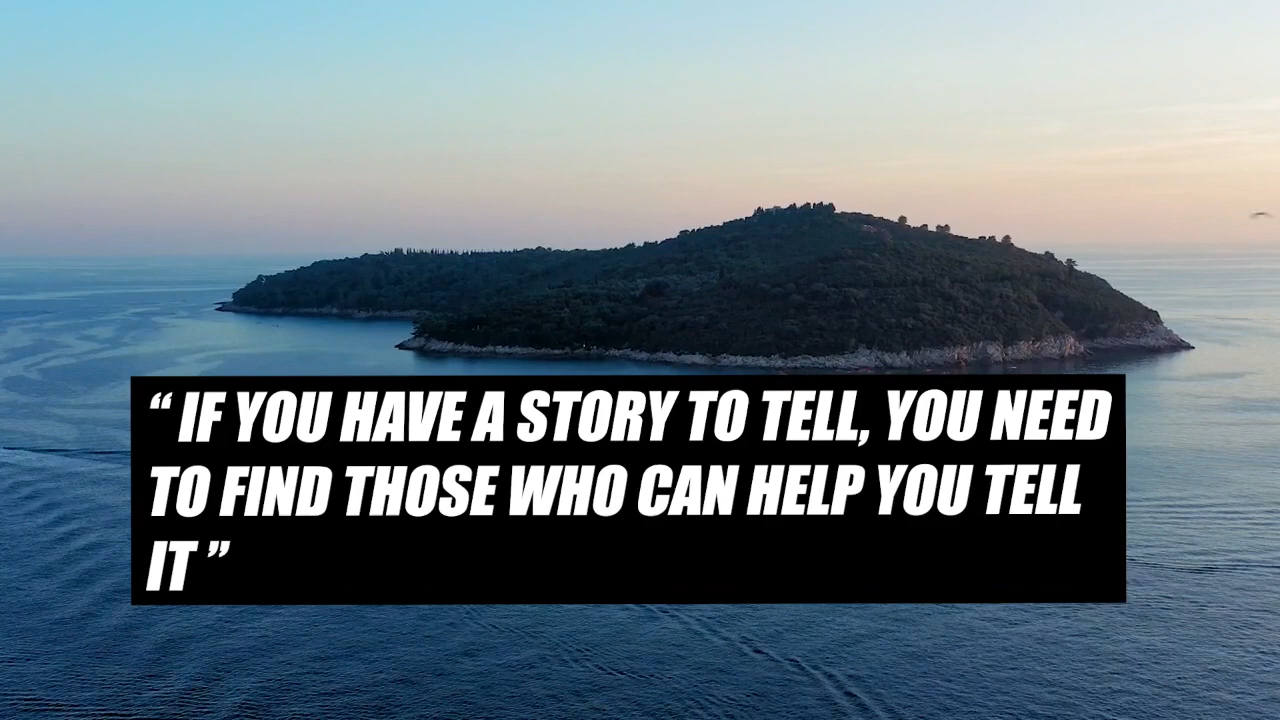 “ IF YOU HAVE A STORY TO TELL, YOU NEED
TO FIND THOSE WHO CAN HELP YOU TELL
IT ”